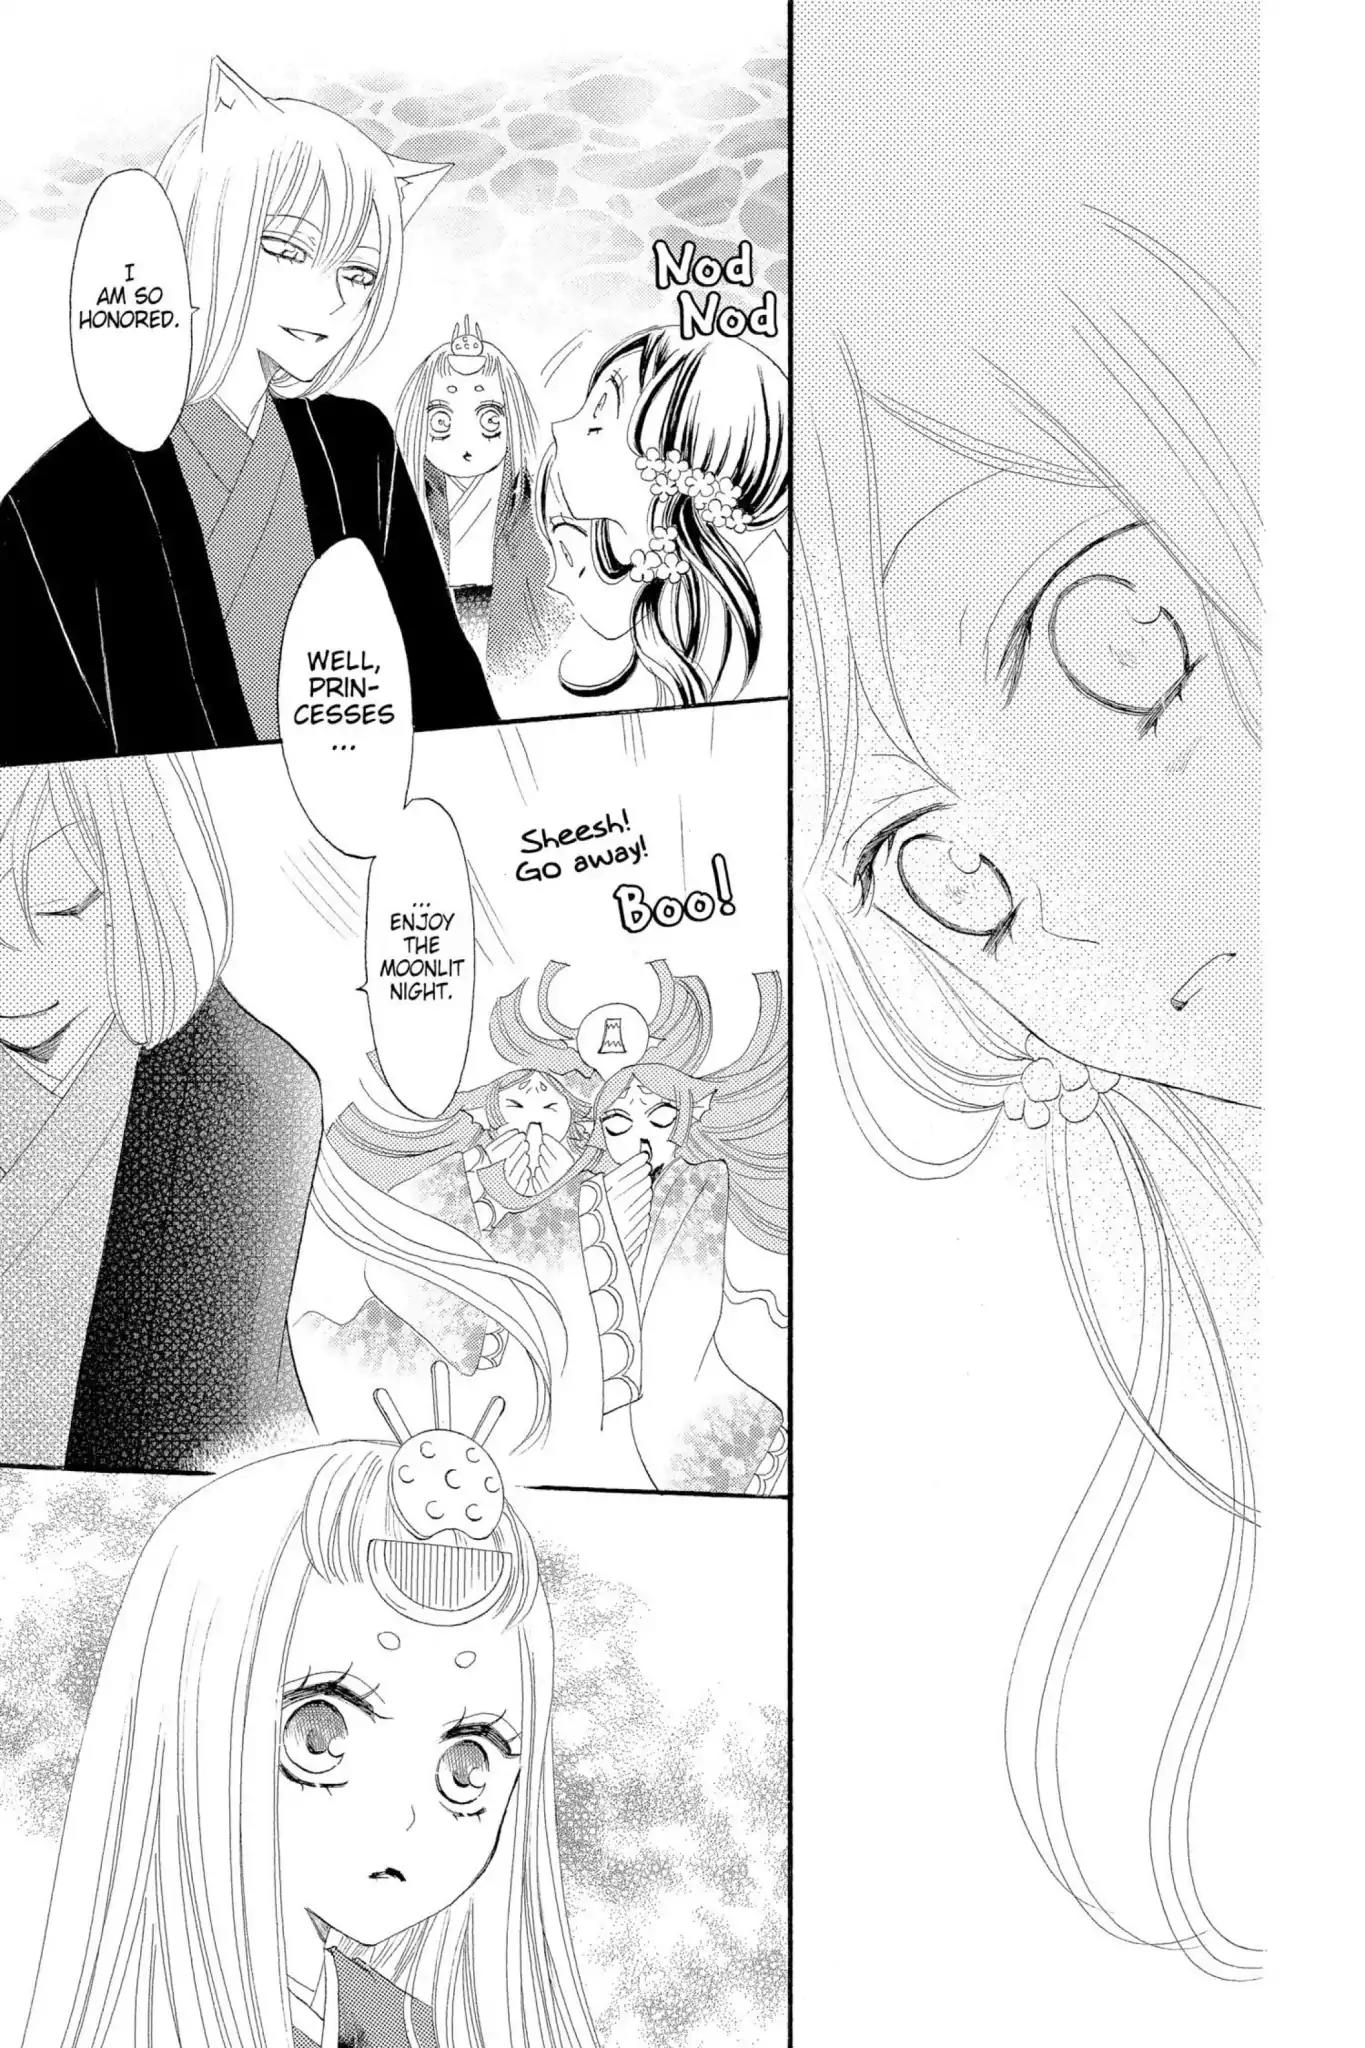 Nod
Nod
I
AM SO
HONORED.
WELL,
PRIN-
CESSES
...
...
ENJOY
THE
MOONLIT
NIGHT.
Sheesh!
Go away!
Boo!